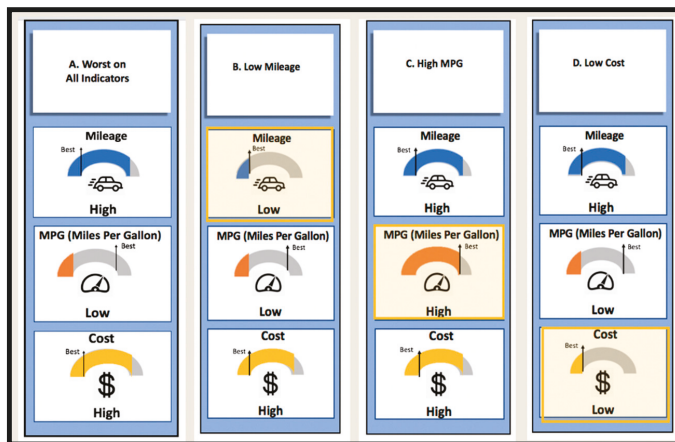 A. Worst on
All Indicators
Mileage
Best
High
MPG (Miles Per Gallon)
Best
Low
Cost
Best
$
High
B. Low Mileage
Mileage
Best
Low
MPG (Miles Per Gallon)
Best
Low
Cost
Best
$
High
C. High MPG
Mileage
Best
High
MPG (Miles Per Gallon)
Best
High
Cost
Best
$
High
D. Low Cost
Mileage
Best
High
MPG (Miles Per Gallon)
Best
Low
Cost
Best
$
Low